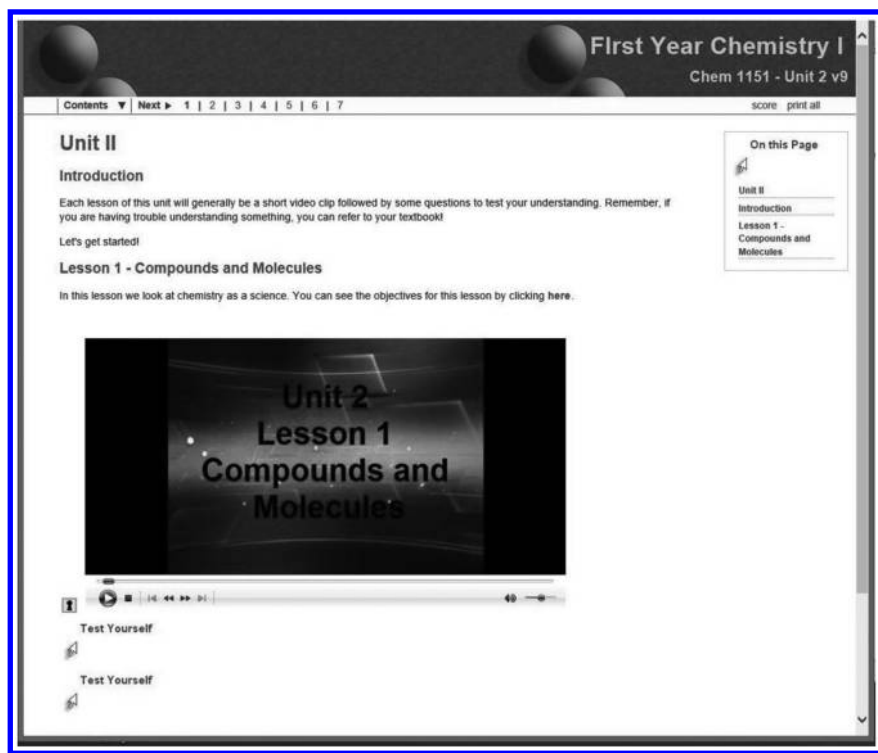 FIrst Year Chemistry I
Chem 1151 - Unit 2 v9
Contents ▼ | Next ▶ 1 | 2 | 3 | 4 | 5 | 6 | 7
score print all
Unit II
Introduction
Each lesson of this unit will generally be a short video clip followed by some questions to test your understanding. Remember, if
you are having trouble understanding something, you can refer to your textbook!
Let's get started!
Lesson 1 - Compounds and Molecules
In this lesson we look at chemistry as a science. You can see the objectives for this lesson by clicking here.
On this Page
Unit II
Introduction
Lesson 1 -
Compounds and
Molecules
Unit 2
Lesson 1
Compounds and
Molecules
Test Yourself
Test Yourself